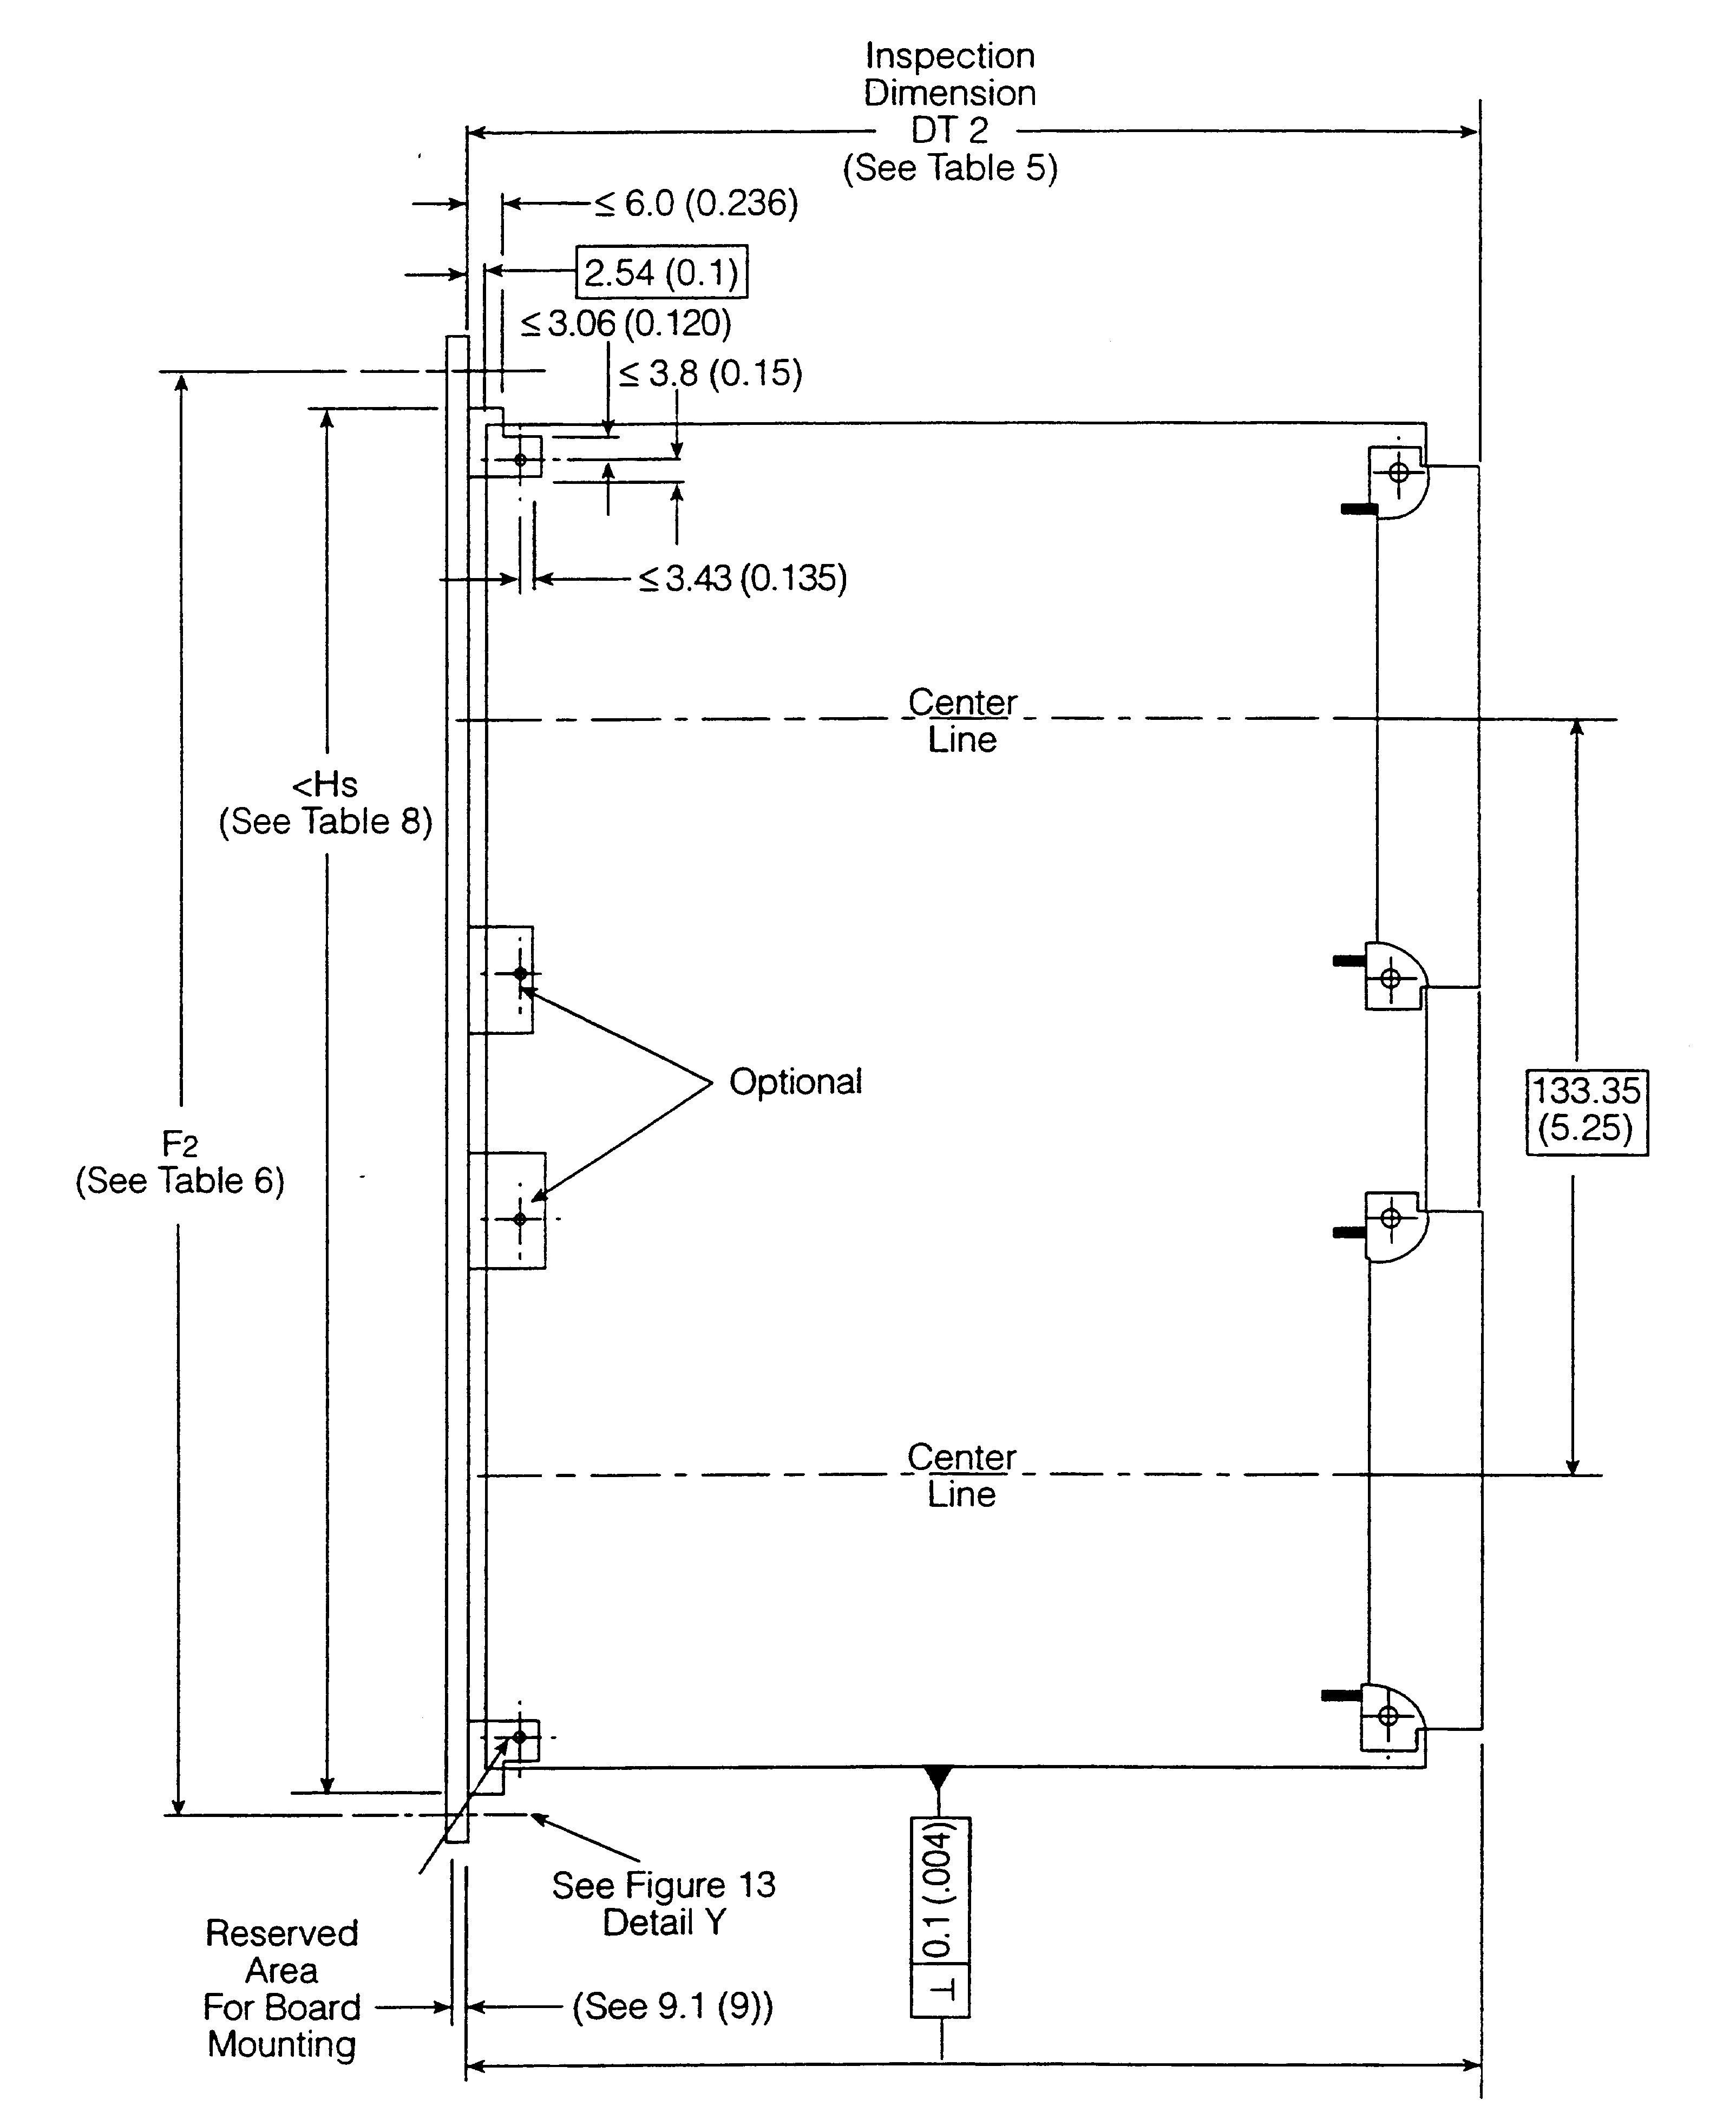 Inspection
Dimension
DT 2
(See Table 5)
≤ 6.0 (0.236)
2.54 (0.1)
≤ 3.06 (0.120)
≤ 3.8 (0.15)
≤ 3.43 (0.135)
Center
Line
<Hs
(See Table 8)
Optional
133.35
(5.25)
F2
(See Table 6)
Center
Line
0.1 (.004)
⊥
See Figure 13
Detail Y
Reserved
Area
For Board
Mounting
(See 9.1 (9))